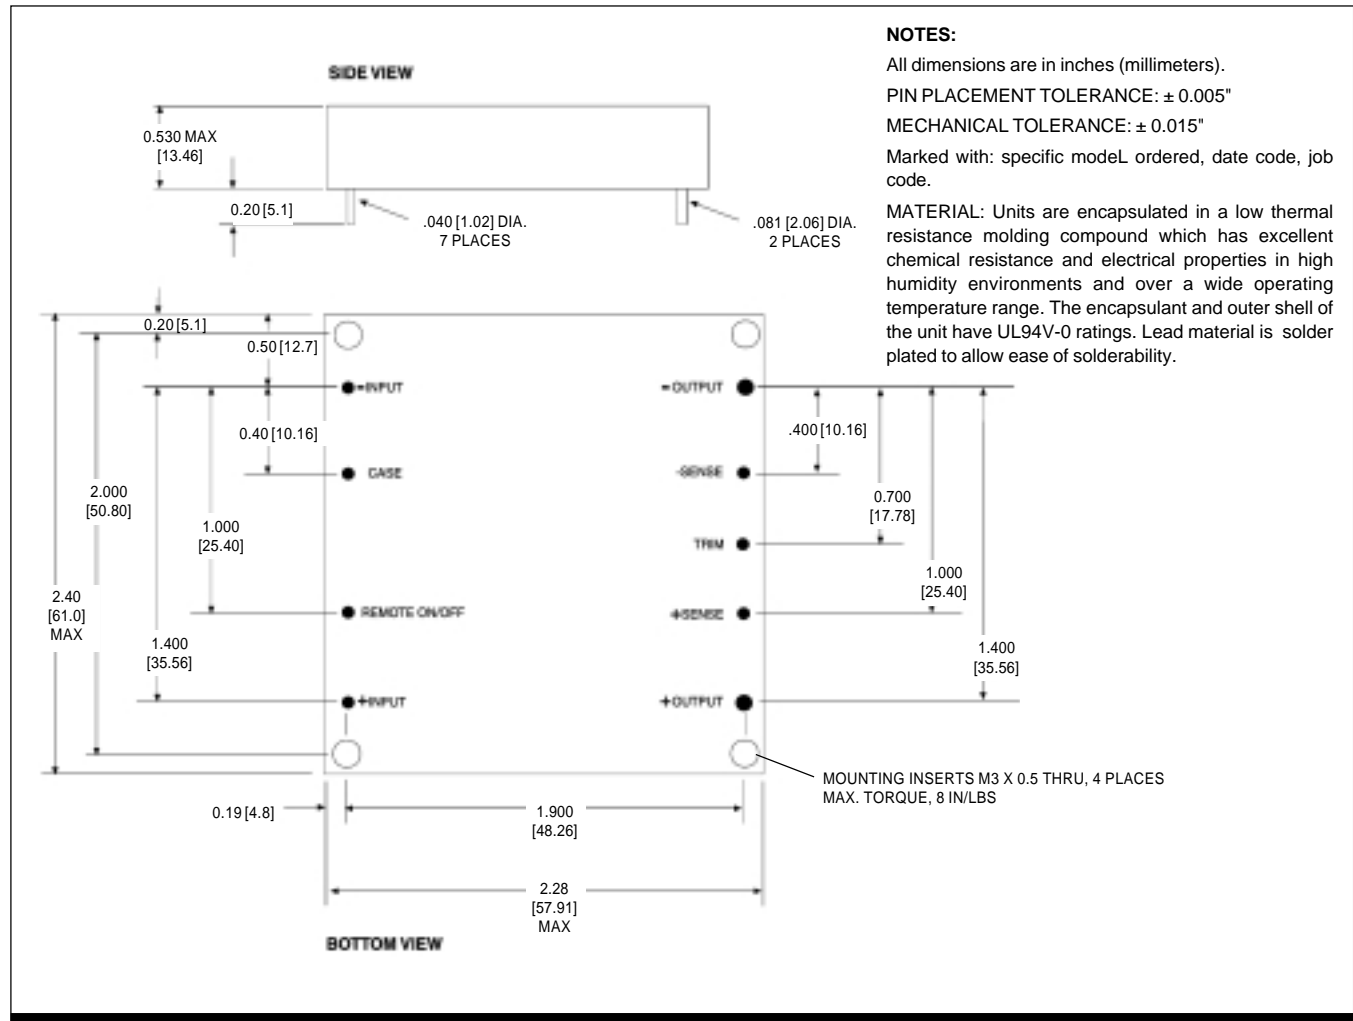 NOTES:
All dimensions are in inches (millimeters).
PIN PLACEMENT TOLERANCE: ± 0.005"
MECHANICAL TOLERANCE: ± 0.015"
Marked with: specific modeL ordered, date code, job
code.
MATERIAL: Units are encapsulated in a low thermal
resistance molding compound which has excellent
chemical resistance and electrical properties in high
humidity environments and over a wide operating
temperature range. The encapsulant and outer shell of
the unit have UL94V-0 ratings. Lead material is solder
plated to allow ease of solderability.
SIDE VIEW
0.530 MAX
[13.46]
0.20 [5.1]
.040 [1.02] DIA.
7 PLACES
.081 [2.06] DIA.
2 PLACES
0.20 [5.1]
0.50 [12.7]
-INPUT
-OUTPUT
0.40 [10.16]
.400 [10.16]
CASE
-SENSE
2.000
[50.80]
0.700
[17.78]
1.000
[25.40]
TRIM
1.000
[25.40]
2.40
[61.0]
MAX
REMOTE ON/OFF
+SENSE
1.400
[35.56]
1.400
[35.56]
+INPUT
+OUTPUT
MOUNTING INSERTS M3 X 0.5 THRU, 4 PLACES
MAX. TORQUE, 8 IN/LBS
0.19 [4.8]
1.900
[48.26]
2.28
[57.91]
MAX
BOTTOM VIEW